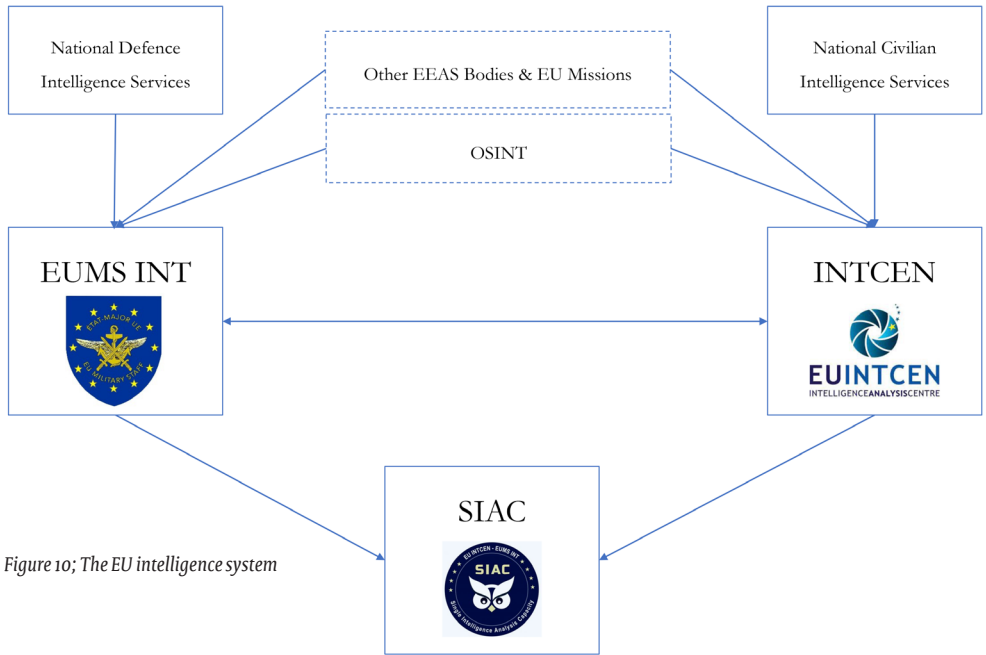 National Defence
Intelligence Services
Other EEAS Bodies & EU Missions
National Civilian
Intelligence Services
OSINT
EUMS INT
ETAT-MAJOR UE
EU MILITARY STAFF
INTCEN
EUINTCEN
INTELLIGENCEANALYSISCENTRE
SIAC
EU INTCEN - EUMS INT
SIAC
Single Intelligence Analysis Capacity
Figure 10; The EU intelligence system